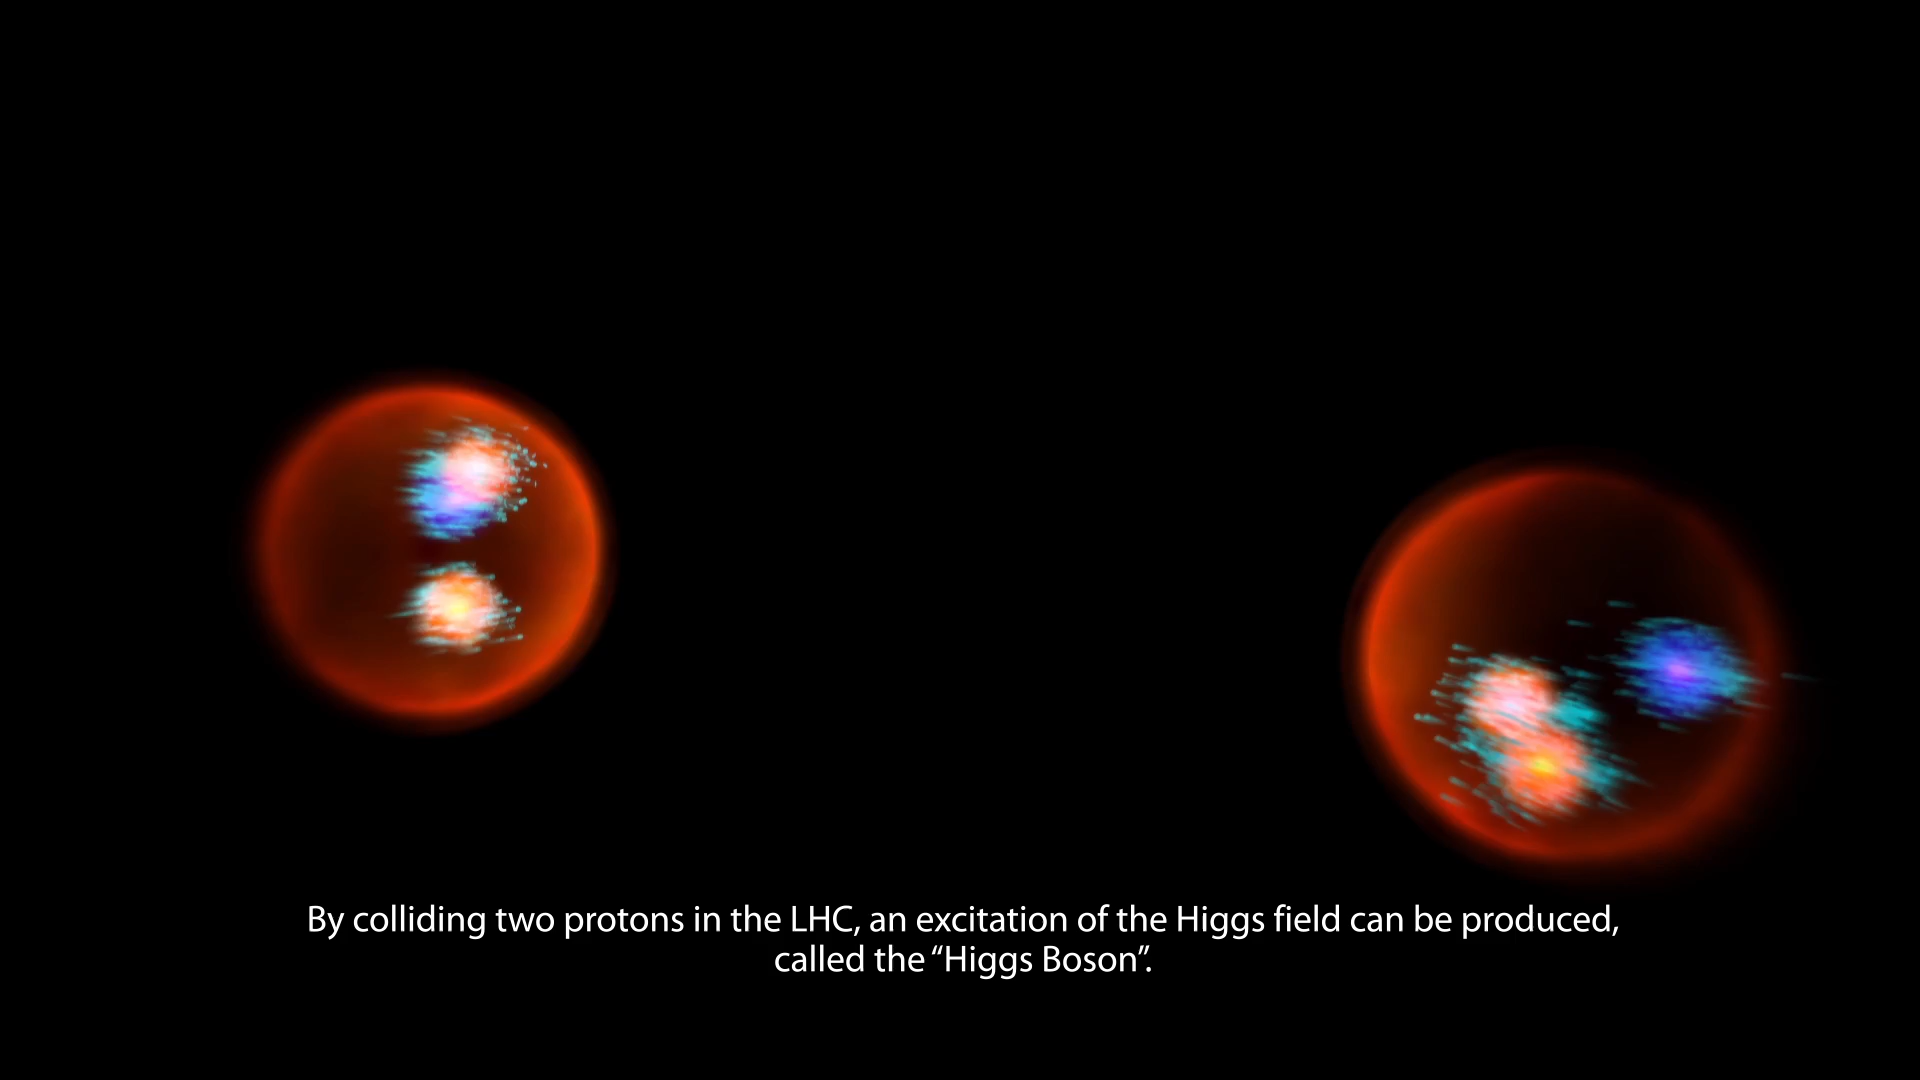 By colliding two protons in the LHC, an excitation of the Higgs field can be produced,
called the “Higgs Boson”.